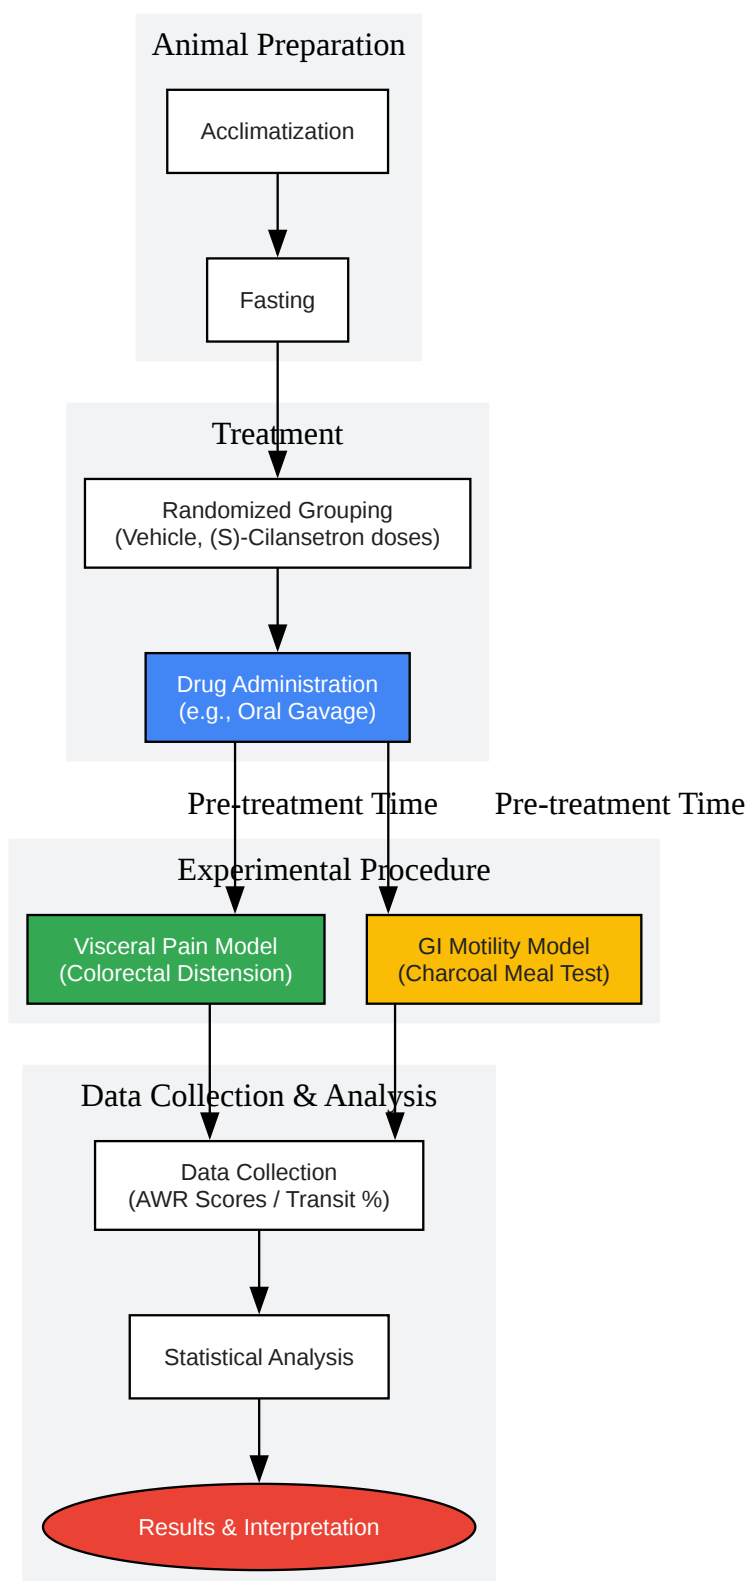 Animal Preparation
Acclimatization
Fasting
Treatment
Randomized Grouping
(Vehicle, (S)-Cilansetron doses)
Drug Administration
(e.g., Oral Gavage)
Pre-treatment Time
Pre-treatment Time
Experimental Procedure
Visceral Pain Model
(Colorectal Distension)
GI Motility Model
(Charcoal Meal Test)
Data Collection & Analysis
Data Collection
(AWR Scores / Transit %)
Statistical Analysis
Results & Interpretation